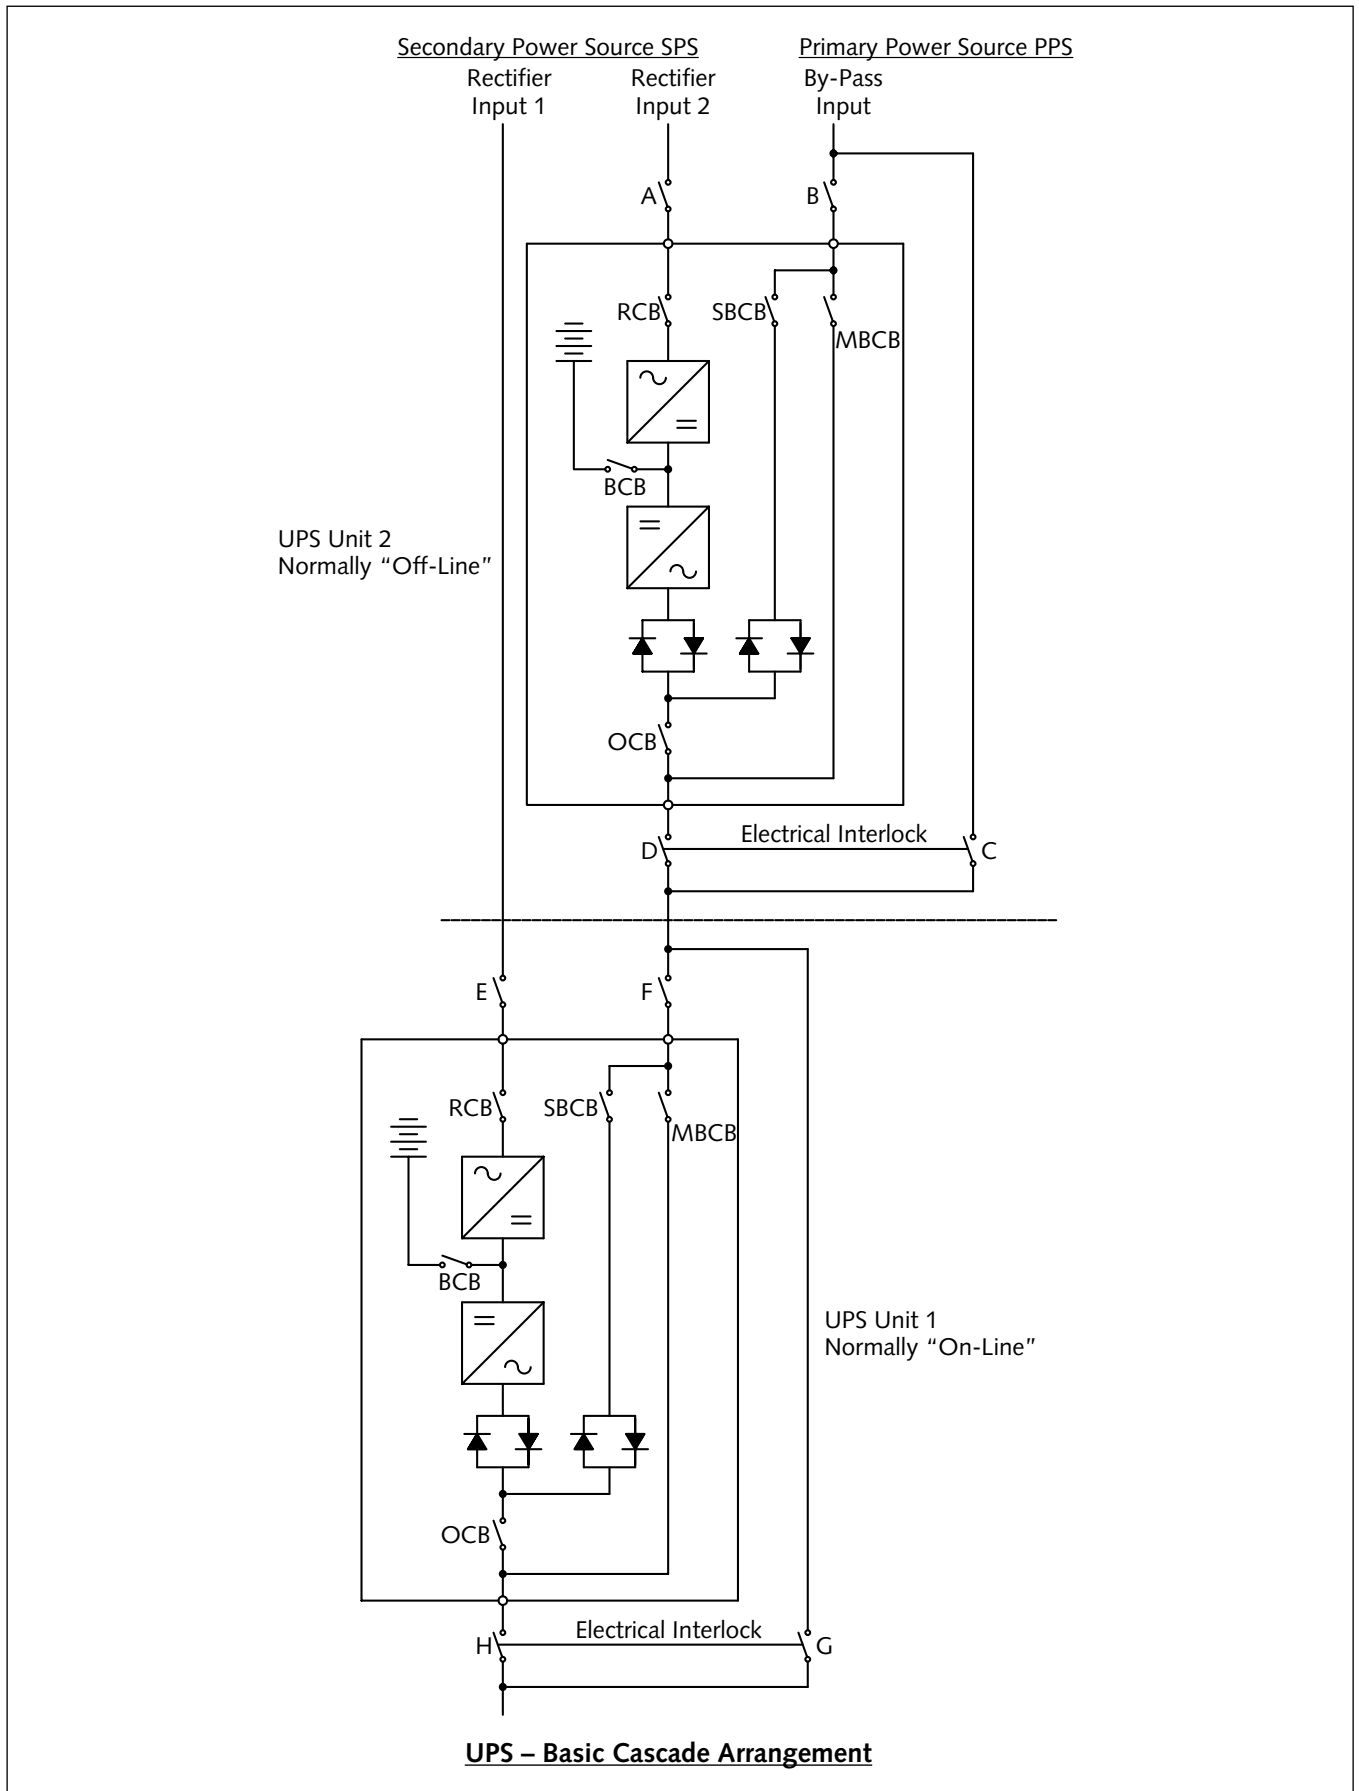 Secondary Power Source SPS
Primary Power Source PPS
Rectifier
Input 1
Rectifier
Input 2
By-Pass
Input
A
B
RCB
SBCB
MBCB
BCB
UPS Unit 2
Normally “Off-Line”
OCB
Electrical Interlock
D
C
E
F
RCB
SBCB
MBCB
BCB
UPS Unit 1
Normally “On-Line”
OCB
Electrical Interlock
H
G
UPS – Basic Cascade Arrangement